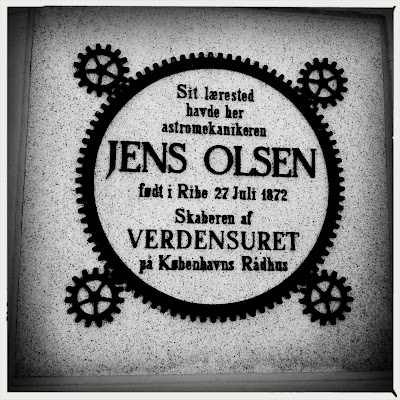 Sit lærested
havde her
astromekanikeren
JENS OLSEN
født i Ribe 27 Juli 1872
Skaberen af
VERDENSURET
på Københavns Rådhus